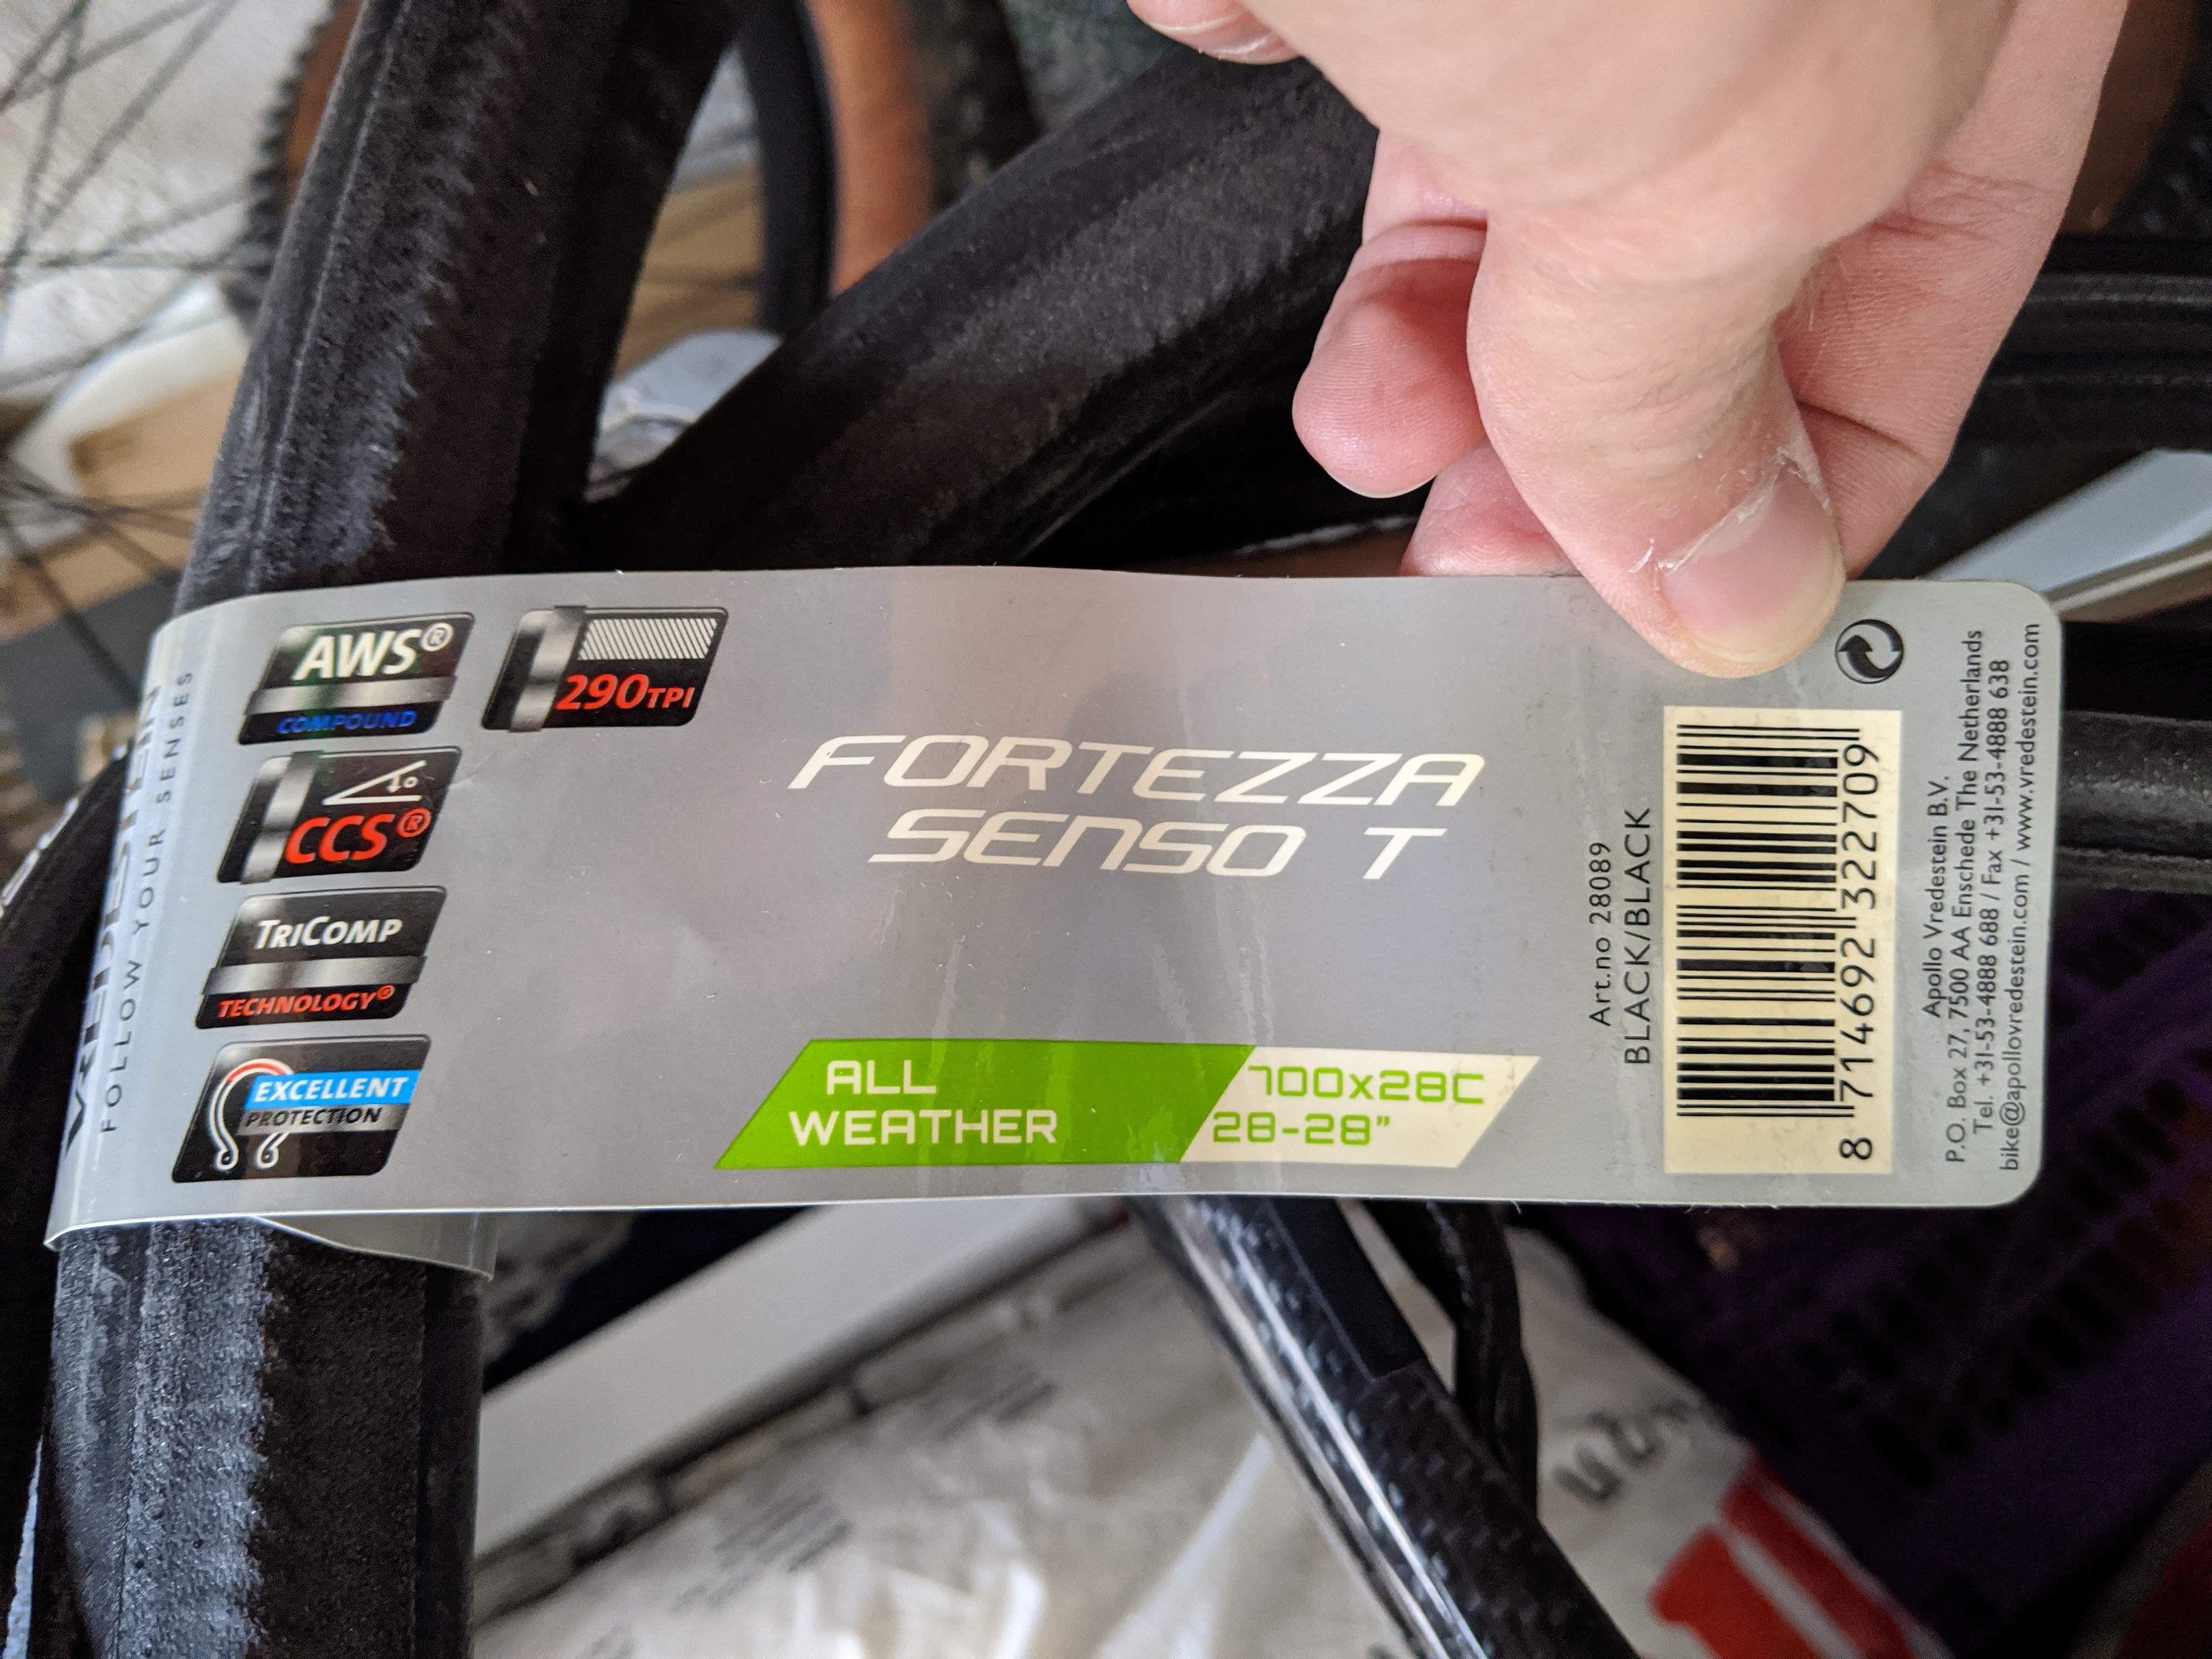 VREDESTEIN
FOLLOW YOUR SENSES
AWS®
COMPOUND
290TPI
CCS®
TRICOMP
TECHNOLOGY®
EXCELLENT
PROTECTION
FORTEZZA
SENSO T
ALL
WEATHER
700x28C
28-28"
Art.no 28089
BLACK/BLACK
8 714692 322709
Apollo Vredestein B.V.
P.O. Box 27, 7500 AA Enschede The Netherlands
Tel. +31-53-4888 688 / Fax +31-53-4888 638
bike@apollovredestein.com / www.vredestein.com